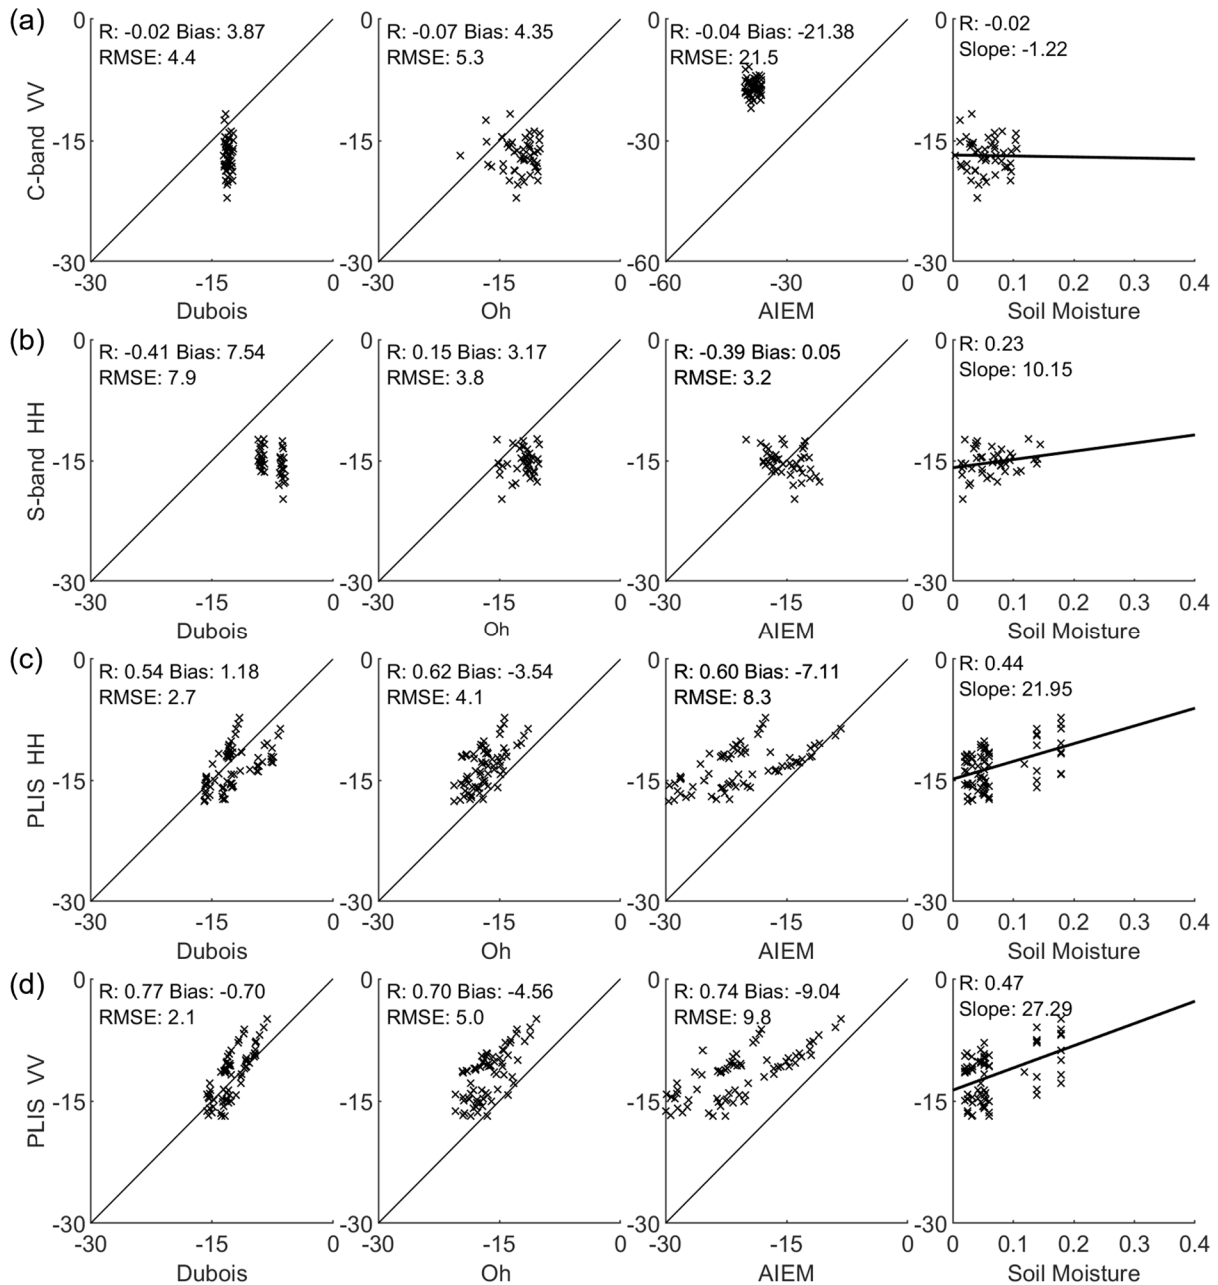 (a)
C-band VV
0
-15
-30
R: -0.02 Bias: 3.87
RMSE: 4.4
-30 -15 0
Dubois
0
-15
-30
R: -0.07 Bias: 4.35
RMSE: 5.3
-30 -15 0
Oh
0
-30
-60
R: -0.04 Bias: -21.38
RMSE: 21.5
-60 -30 0
AIEM
0
-15
-30
R: -0.02
Slope: -1.22
0 0.1 0.2 0.3 0.4
Soil Moisture
(b)
S-band HH
0
-15
-30
R: -0.41 Bias: 7.54
RMSE: 7.9
-30 -15 0
Dubois
0
-15
-30
R: 0.15 Bias: 3.17
RMSE: 3.8
-30 -15 0
Oh
0
-15
-30
R: -0.39 Bias: 0.05
RMSE: 3.2
-30 -15 0
AIEM
0
-15
-30
R: 0.23
Slope: 10.15
0 0.1 0.2 0.3 0.4
Soil Moisture
(c)
PLIS HH
0
-15
-30
R: 0.54 Bias: 1.18
RMSE: 2.7
-30 -15 0
Dubois
0
-15
-30
R: 0.62 Bias: -3.54
RMSE: 4.1
-30 -15 0
Oh
0
-15
-30
R: 0.60 Bias: -7.11
RMSE: 8.3
-30 -15 0
AIEM
0
-15
-30
R: 0.44
Slope: 21.95
0 0.1 0.2 0.3 0.4
Soil Moisture
(d)
PLIS VV
0
-15
-30
R: 0.77 Bias: -0.70
RMSE: 2.1
-30 -15 0
Dubois
0
-15
-30
R: 0.70 Bias: -4.56
RMSE: 5.0
-30 -15 0
Oh
0
-15
-30
R: 0.74 Bias: -9.04
RMSE: 9.8
-30 -15 0
AIEM
0
-15
-30
R: 0.47
Slope: 27.29
0 0.1 0.2 0.3 0.4
Soil Moisture